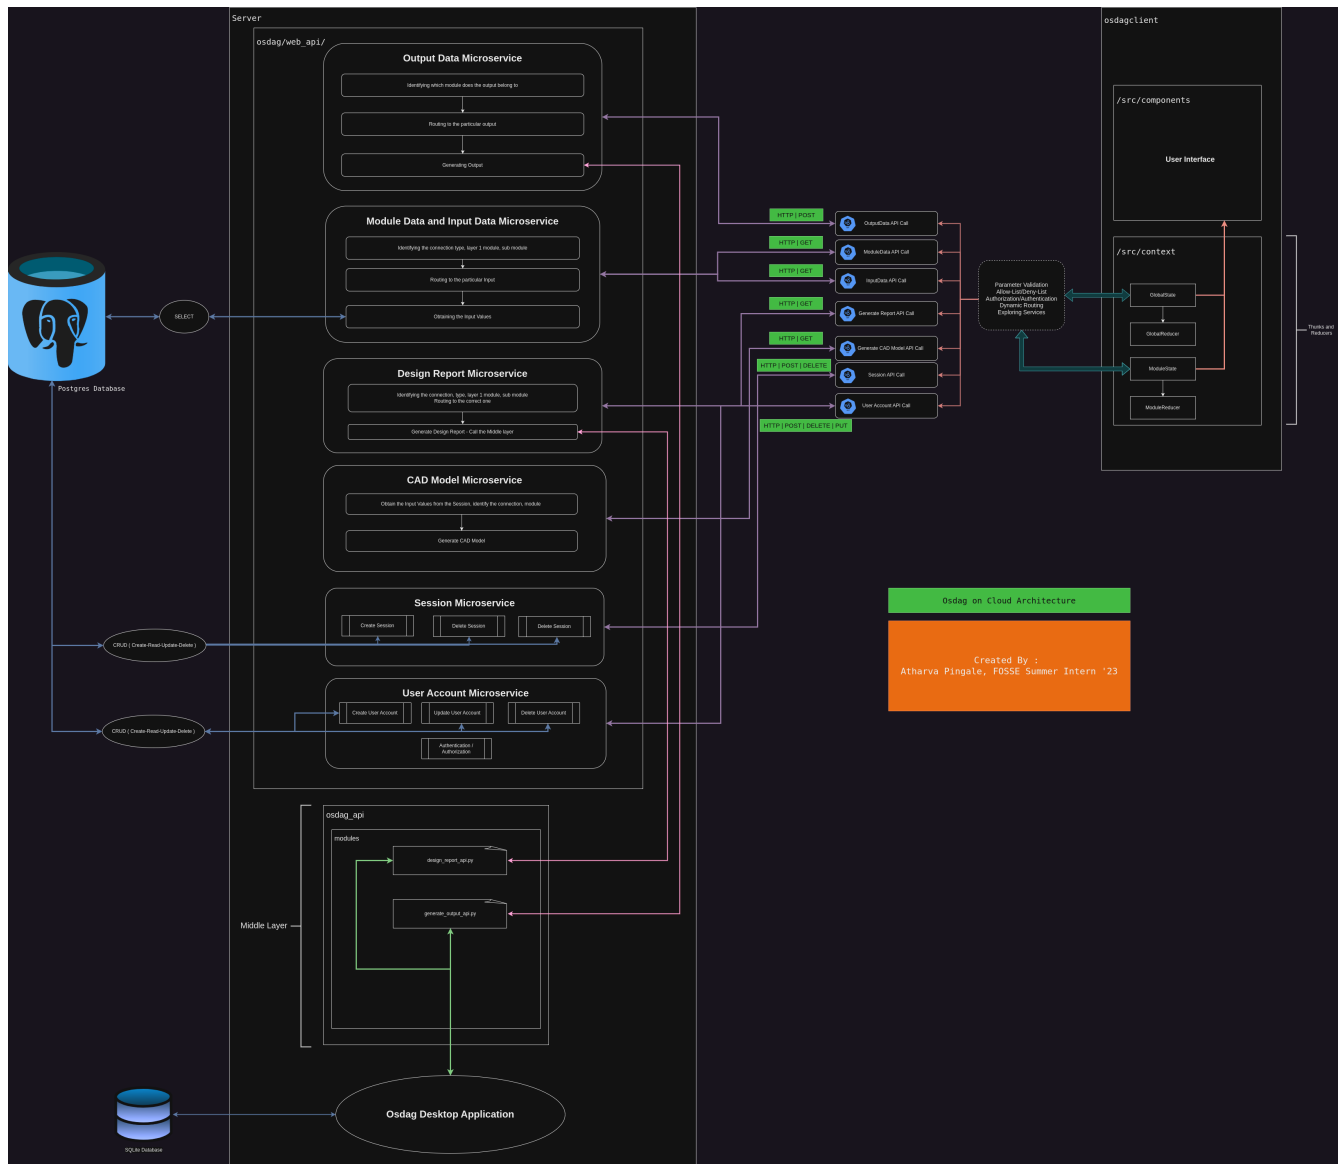 Server
osdag/web_api/
Output Data Microservice
Identifying which module does the output belong to
Routing to the particular output
Generating Output
Module Data and Input Data Microservice
Identifying the connection type, layer 1 module, sub module
Routing to the particular Input
Obtaining the Input Values
SELECT
Postgres Database
Design Report Microservice
Identifying the connection, type, layer 1 module, sub module
Routing to the correct one
Generate Design Report - Call the Middle layer
CAD Model Microservice
Obtain the Input Values from the Session, identify the connection, module
Generate CAD Model
Session Microservice
Create Session
Delete Session
Delete Session
CRUD ( Create-Read-Update-Delete )
User Account Microservice
Create User Account
Update User Account
Delete User Account
Authentication /
Authorization
CRUD ( Create-Read-Update-Delete )
osdag_api
modules
design_report_api.py
generate_output_api.py
Middle Layer
Osdag Desktop Application
SQLite Database
HTTP | POST
OutputData API Call
HTTP | GET
ModuleData API Call
HTTP | GET
InputData API Call
HTTP | GET
Generate Report API Call
HTTP | GET
Generate CAD Model API Call
HTTP | POST | DELETE
Session API Call
User Account API Call
HTTP | POST | DELETE | PUT
Parameter Validation
Allow-List/Deny-List
Authorization/Authentication
Dynamic Routing
Exploring Services
osdagclient
/src/components
User Interface
/src/context
GlobalState
GlobalReducer
ModuleState
ModuleReducer
Thunks and
Reducers
Osdag on Cloud Architecture
Created By :
Atharva Pingale, FOSSE Summer Intern '23